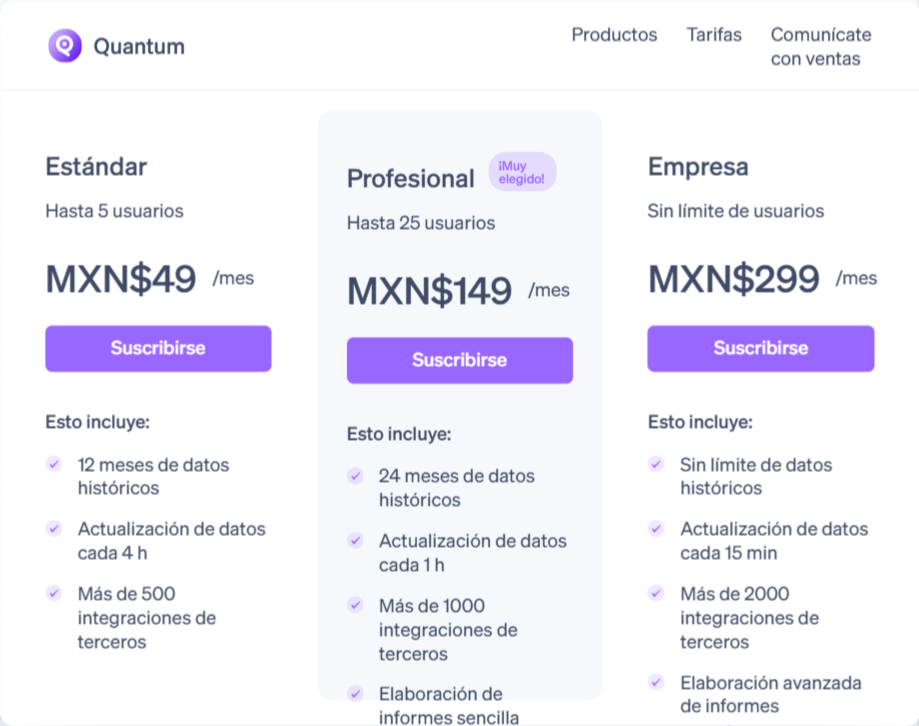 Quantum
Productos
Tarifas
Comunícate
con ventas
Estándar
Hasta 5 usuarios
MXN$49 /mes
Suscribirse
Esto incluye:
12 meses de datos
históricos
Actualización de datos
cada 4 h
Más de 500
integraciones de
terceros
Profesional
¡Muy
elegido!
Hasta 25 usuarios
MXN$149 /mes
Suscribirse
Esto incluye:
24 meses de datos
históricos
Actualización de datos
cada 1 h
Más de 1000
integraciones de
terceros
Elaboración de
informes sencilla
Empresa
Sin límite de usuarios
MXN$299 /mes
Suscribirse
Esto incluye:
Sin límite de datos
históricos
Actualización de datos
cada 15 min
Más de 2000
integraciones de
terceros
Elaboración avanzada
de informes